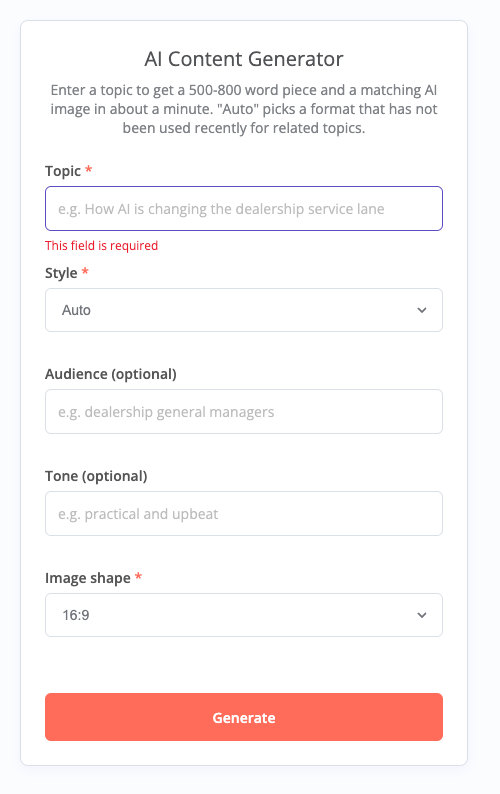 AI Content Generator
Enter a topic to get a 500-800 word piece and a matching AI
image in about a minute. "Auto" picks a format that has not
been used recently for related topics.
Topic *
e.g. How AI is changing the dealership service lane
This field is required
Style *
Auto
Audience (optional)
e.g. dealership general managers
Tone (optional)
e.g. practical and upbeat
Image shape *
16:9
Generate